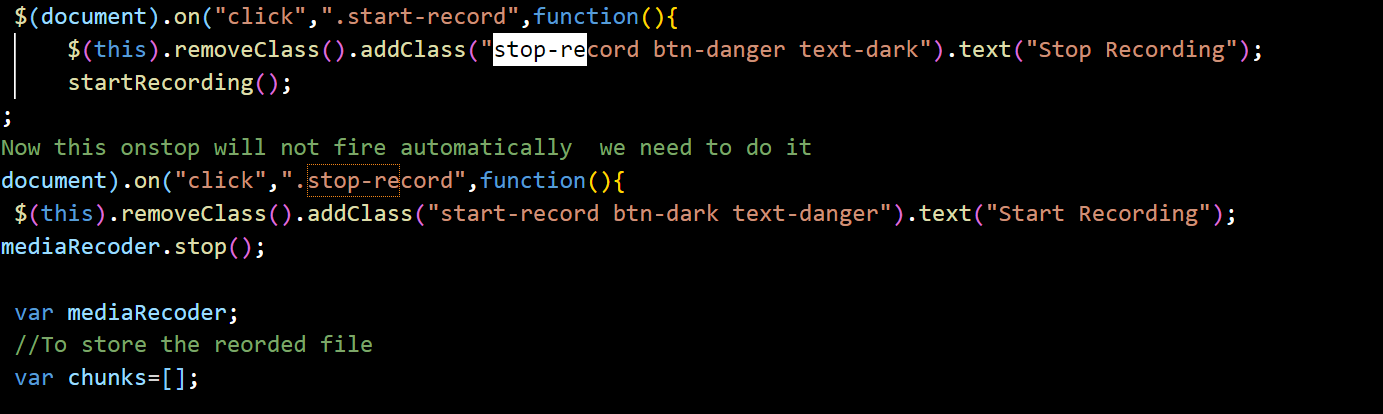 $(document).on("click",".start-record",function(){
$(this).removeClass().addClass("stop-record btn-danger text-dark").text("Stop Recording");
startRecording();
;
Now this onstop will not fire automatically  we need to do it
document).on("click",".stop-record",function(){
$(this).removeClass().addClass("start-record btn-dark text-danger").text("Start Recording");
mediaRecoder.stop();
var mediaRecoder;
//To store the reorded file
var chunks=[];